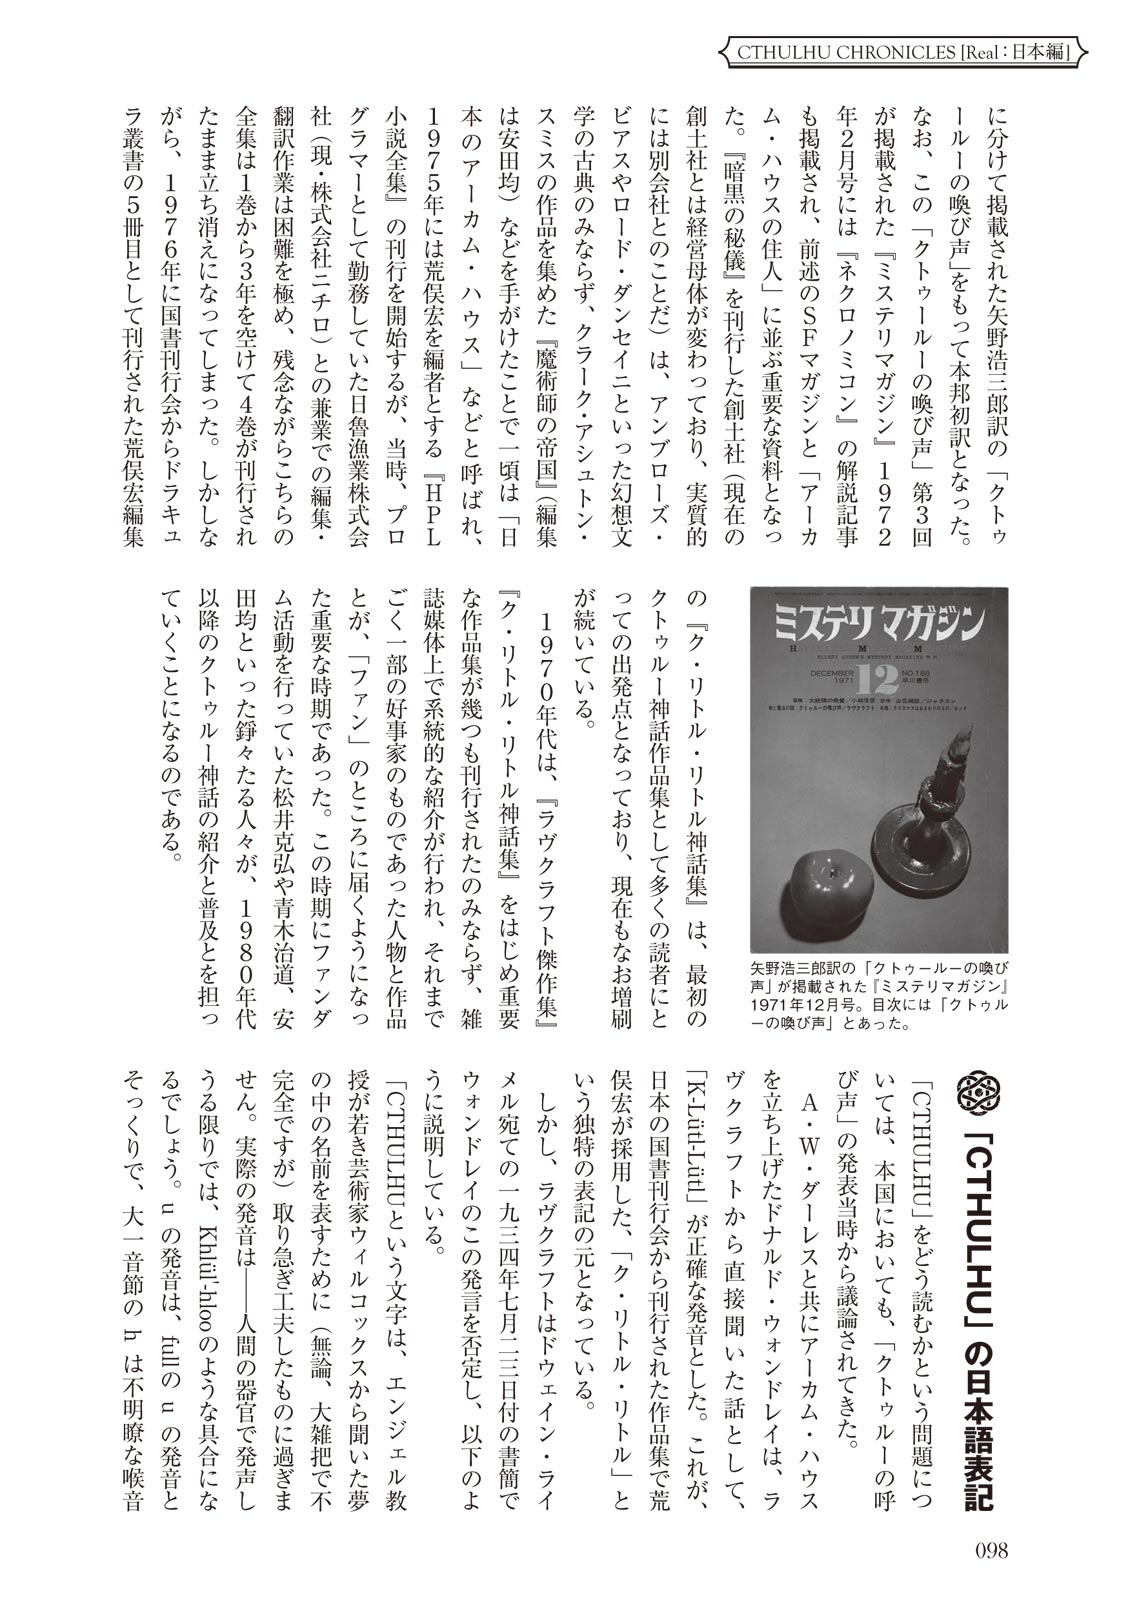 CTHULHU CHRONICLES [Real：日本編]
に分けて掲載された矢野浩三郎訳の「クトゥ
ールーの喚び声」をもって本邦初訳となった。
なお、この「クトゥールーの喚び声」第３回
が掲載された『ミステリマガジン』１９７２
年２月号には『ネクロノミコン』の解説記事
も掲載され、前述のＳＦマガジンと「アーカ
ム・ハウスの住人」に並ぶ重要な資料となっ
た。『暗黒の秘儀』を刊行した創土社（現在の
創土社とは経営母体が変わっており、実質的
には別会社とのことだ）は、アンブローズ・
ビアスやロード・ダンセイニといった幻想文
学の古典のみならず、クラーク・アシュトン・
スミスの作品を集めた『魔術師の帝国』（編集
は安田均）などを手がけたことで一頃は「日
本のアーカム・ハウス」などと呼ばれ、
１９７５年には荒俣宏を編者とする『ＨＰＬ
小説全集』の刊行を開始するが、当時、プロ
グラマーとして勤務していた日魯漁業株式会
社（現・株式会社ニチロ）との兼業での編集・
翻訳作業は困難を極め、残念ながらこちらの
全集は１巻から３年を空けて４巻が刊行され
たまま立ち消えになってしまった。しかしな
がら、１９７６年に国書刊行会からドラキュ
ラ叢書の５冊目として刊行された荒俣宏編集
ミステリマガジン
H M M
ELLERY QUEEN'S MYSTERY MAGAZINE
DECEMBER
1971
12
NO.188
早川書房
矢野浩三郎訳の「クトゥールーの喚び
声」が掲載された『ミステリマガジン』
1971年12月号。目次には「クトゥル
ーの喚び声」とあった。
の『ク・リトル・リトル神話集』は、最初の
クトゥルー神話作品集として多くの読者にと
っての出発点となっており、現在もなお増刷
が続いている。
１９７０年代は、『ラヴクラフト傑作集』
『ク・リトル・リトル神話集』をはじめ重要
な作品集が幾つも刊行されたのみならず、雑
誌媒体上で系統的な紹介が行われ、それまで
ごく一部の好事家のものであった人物と作品
とが、「ファン」のところに届くようになっ
た重要な時期であった。この時期にファンダ
ム活動を行っていた松井克弘や青木治道、安
田均といった錚々たる人々が、１９８０年代
以降のクトゥルー神話の紹介と普及とを担っ
ていくことになるのである。
「CTHULHU」の日本語表記
「CTHULHU」をどう読むかという問題につ
いては、本国においても、「クトゥルーの呼
び声」の発表当時から議論されてきた。
Ａ・Ｗ・ダーレスと共にアーカム・ハウス
を立ち上げたドナルド・ウォンドレイは、ラ
ヴクラフトから直接聞いた話として、
「K-Lütl-Lütl」が正確な発音とした。これが、
日本の国書刊行会から刊行された作品集で荒
俣宏が採用した、「ク・リトル・リトル」と
いう独特の表記の元となっている。
しかし、ラヴクラフトはドウェイン・ライ
メル宛ての一九三四年七月二三日付の書簡で
ウォンドレイのこの発言を否定し、以下のよ
うに説明している。
「CTHULHUという文字は、エンジェル教
授が若き芸術家ウィルコックスから聞いた夢
の中の名前を表すために（無論、大雑把で不
完全ですが）取り急ぎ工夫したものに過ぎま
せん。実際の発音は――人間の器官で発声し
うる限りでは、Khlûl'-hlooのような具合にな
るでしょう。u の発音は、fullの u の発音と
そっくりで、大一音節の h は不明瞭な喉音
098